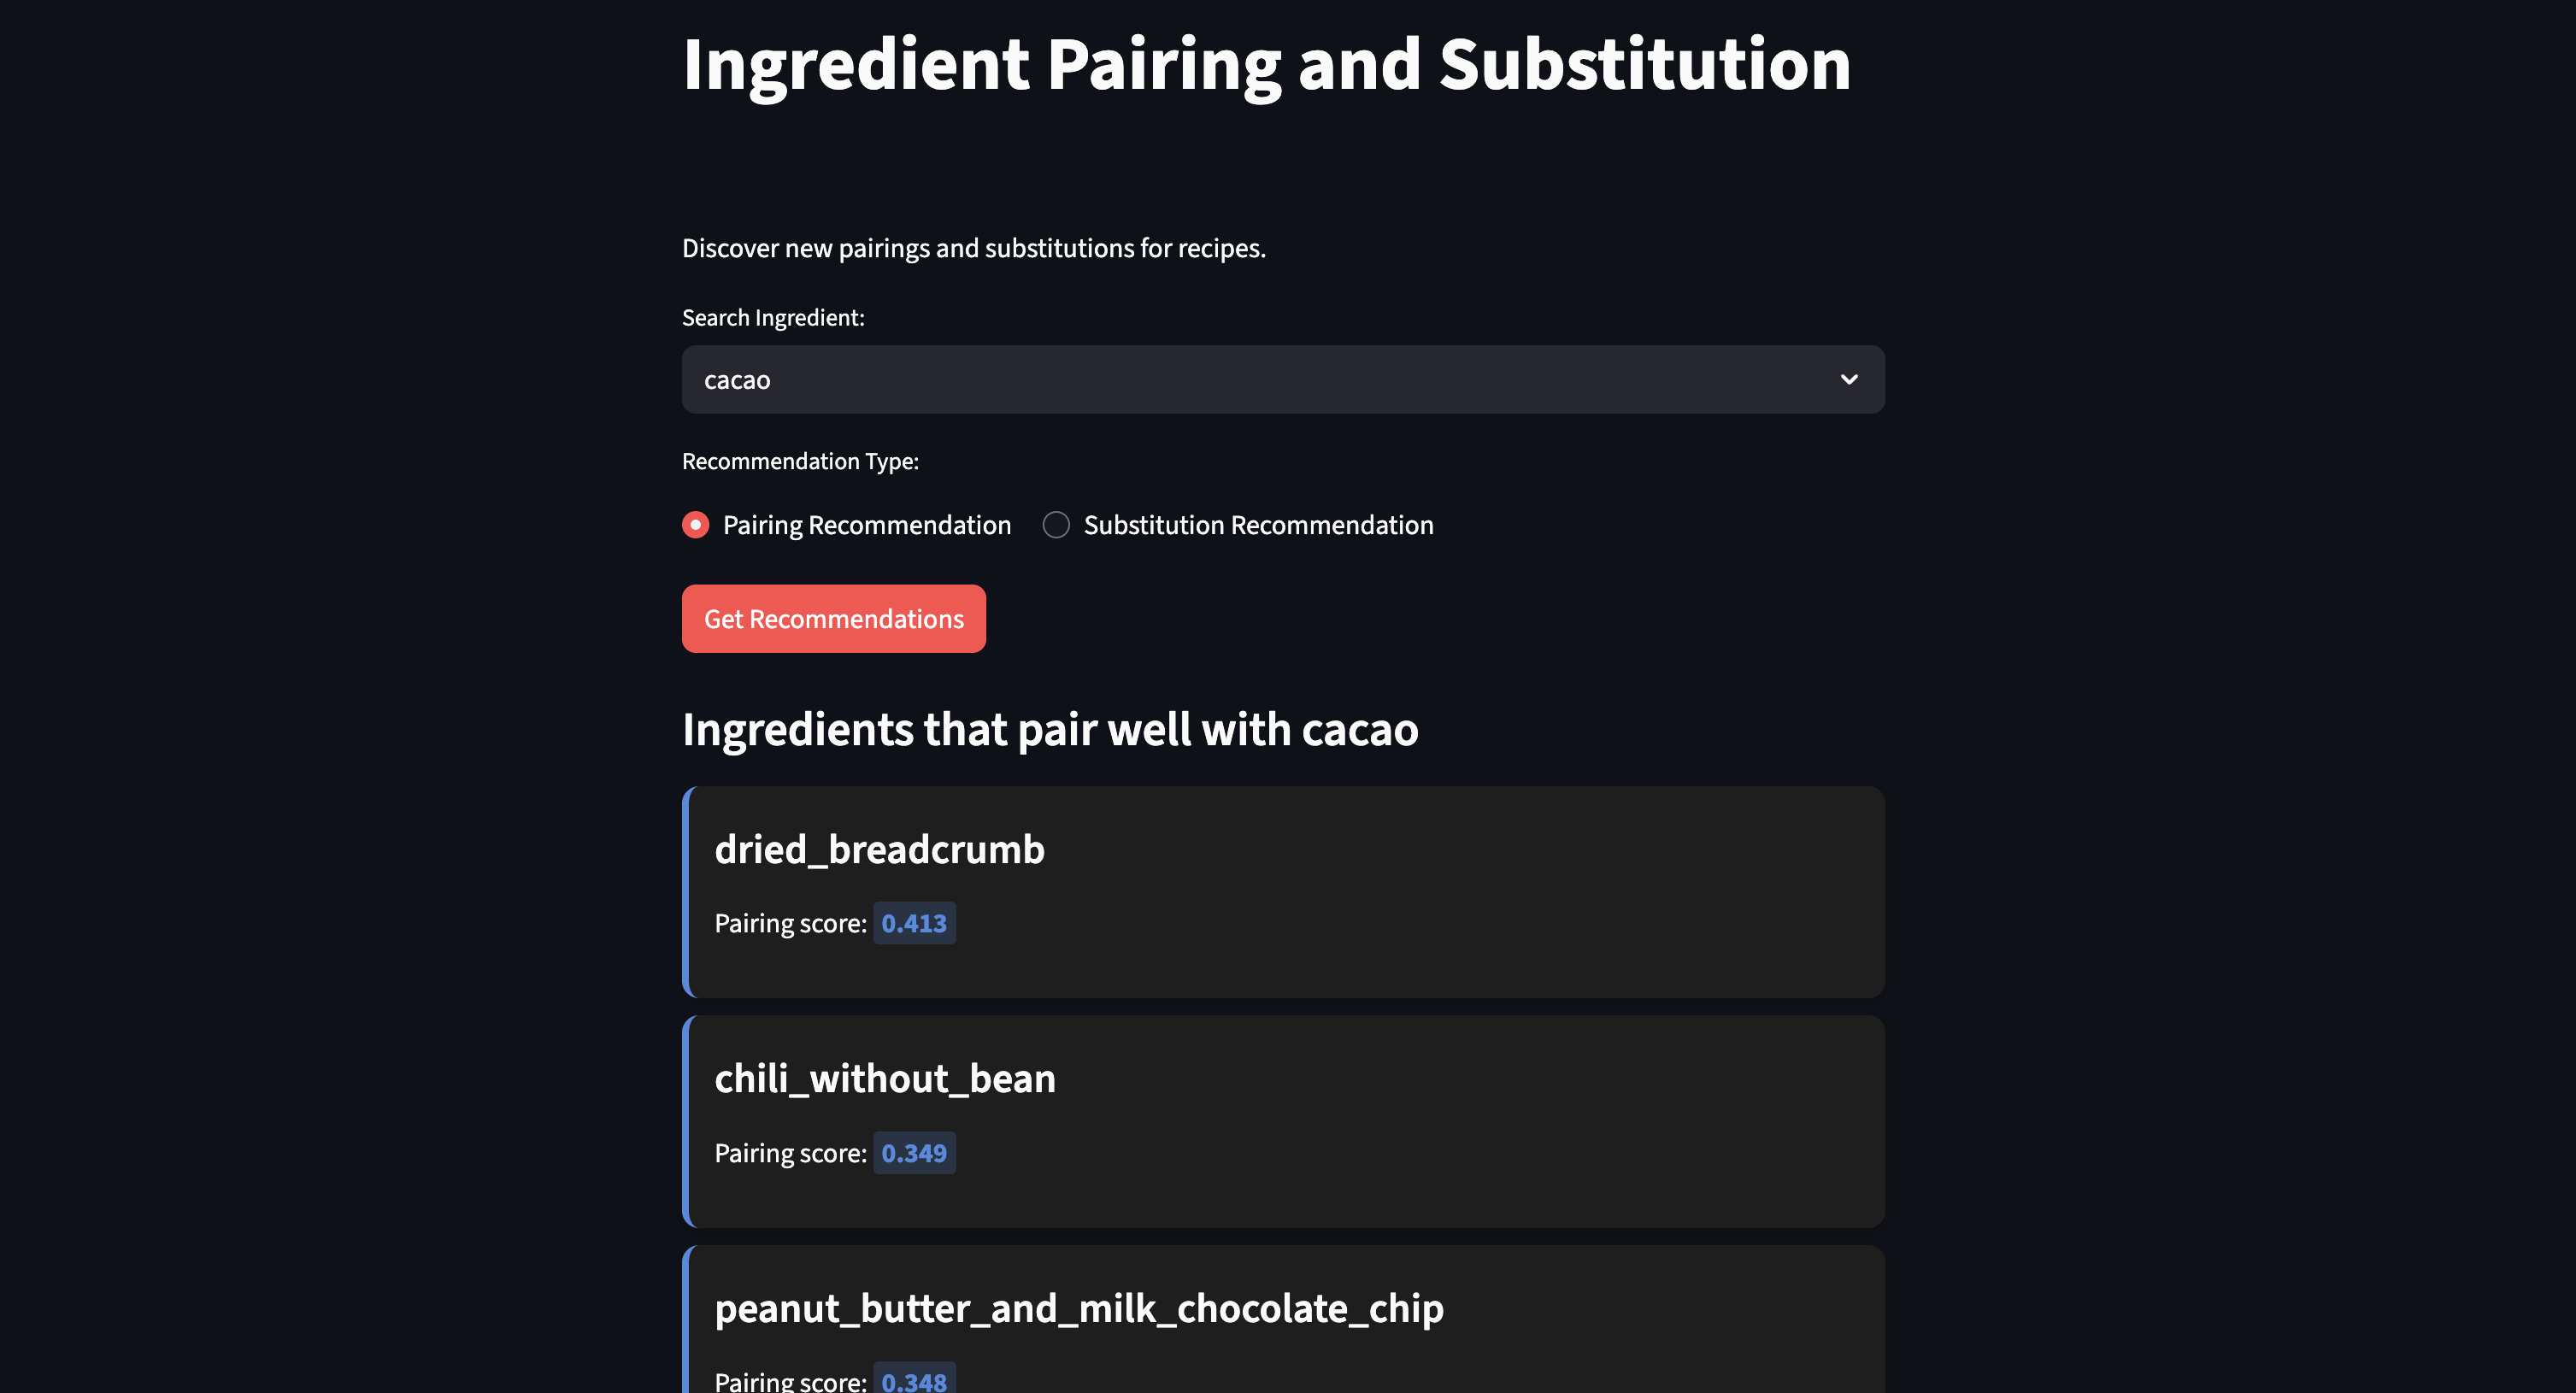 Ingredient Pairing and Substitution
Discover new pairings and substitutions for recipes.
Search Ingredient:
cacao
Recommendation Type:
Pairing Recommendation
Substitution Recommendation
Get Recommendations
Ingredients that pair well with cacao
dried_breadcrumb
Pairing score: 0.413
chili_without_bean
Pairing score: 0.349
peanut_butter_and_milk_chocolate_chip
Pairing score: 0.348